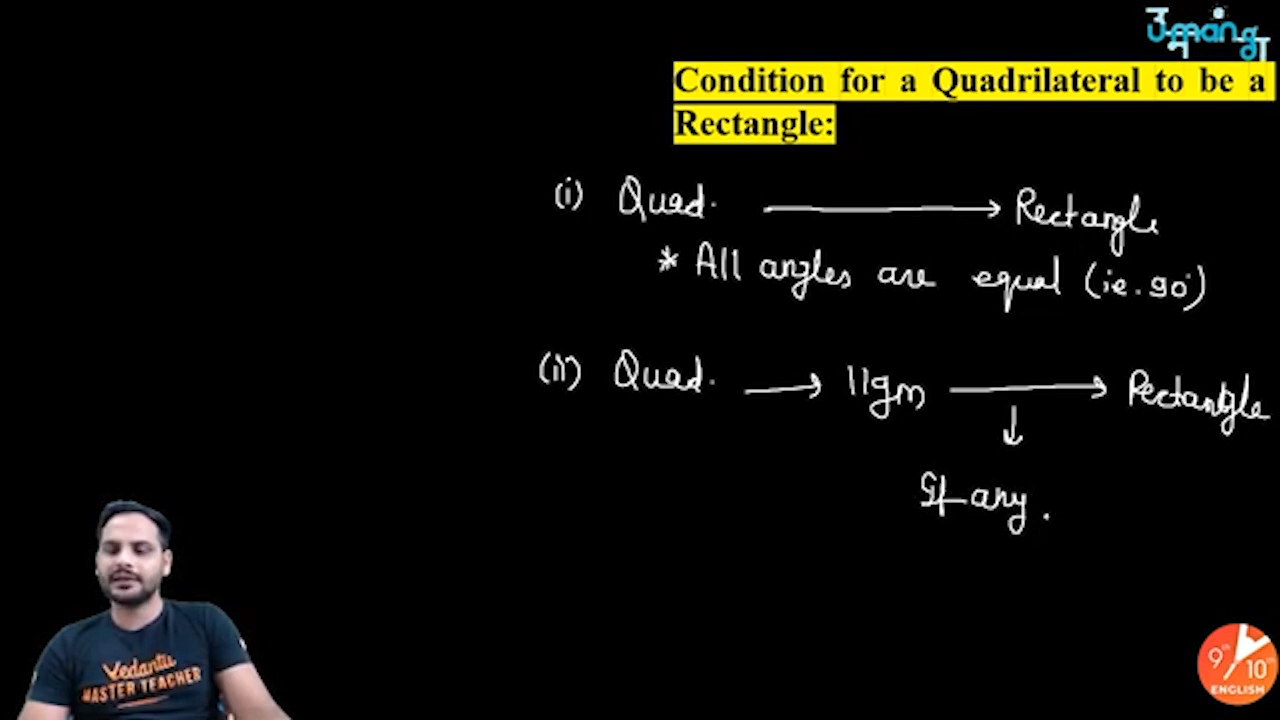 उमंग
Condition for a Quadrilateral to be a
Rectangle:
(i) Quad. → Rectangle
* All angles are equal (ie. 90°)
(ii) Quad. → ||gm → Rectangle
↓
If any.
Vedantu
MASTER TEACHER
9th 10th
ENGLISH